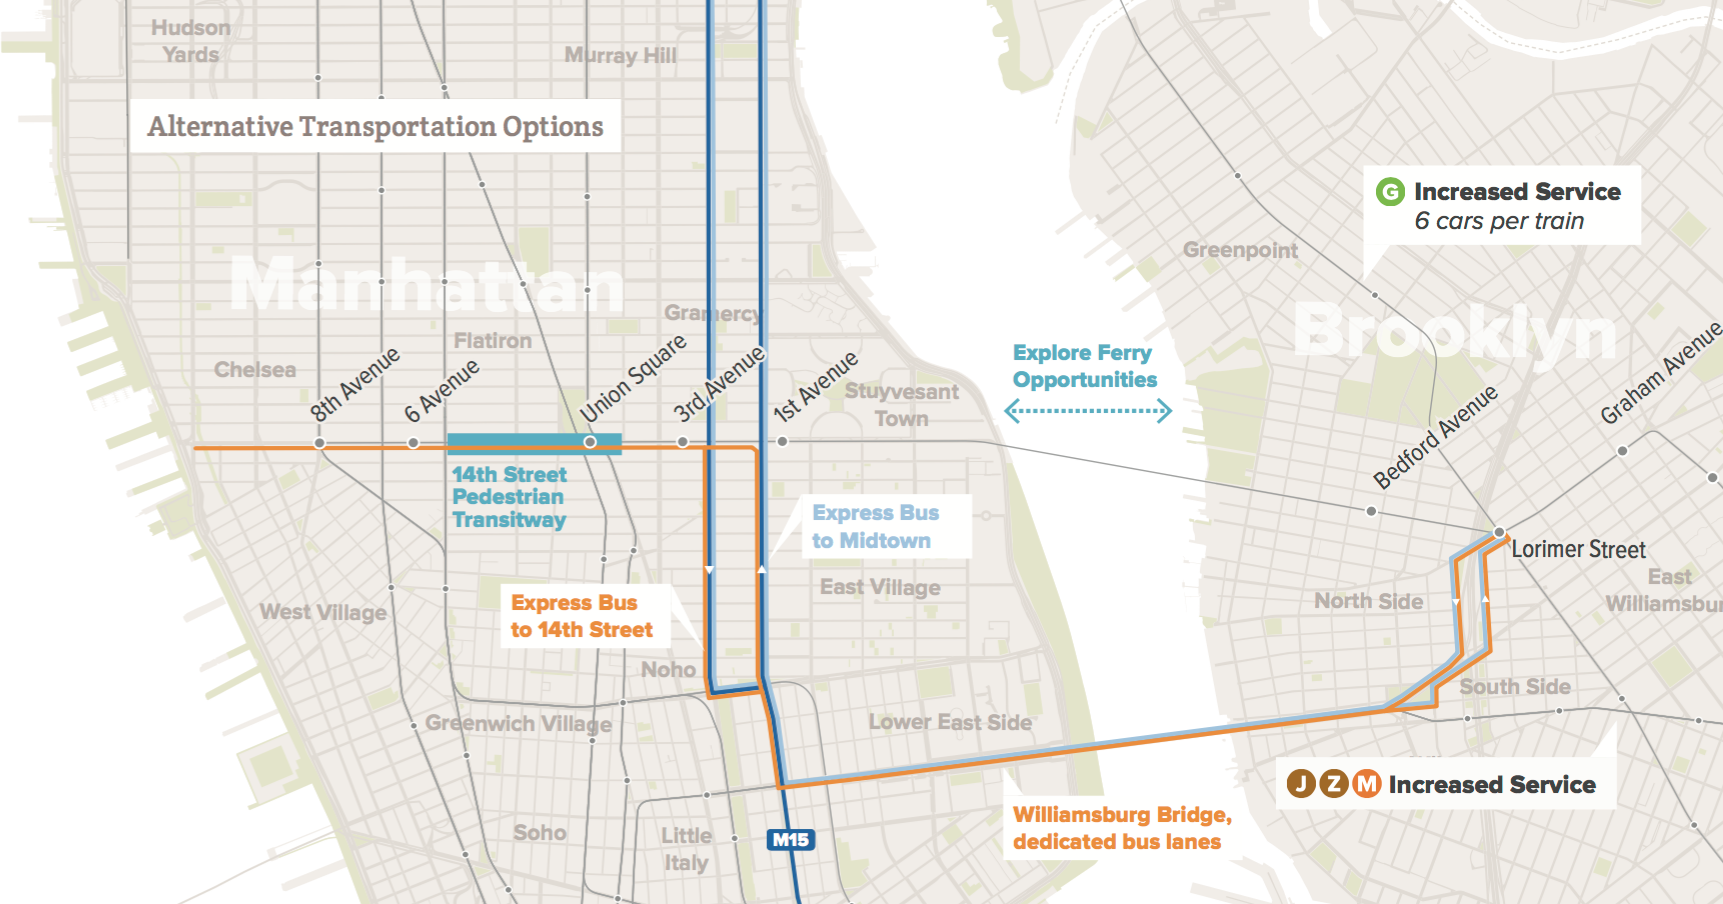 Hudson
Yards
Murray Hill
Alternative Transportation Options
G Increased Service
6 cars per train
Greenpoint
Manhattan
Gramercy
Brooklyn
Flatiron
Chelsea
Explore Ferry
Opportunities
8th Avenue
6 Avenue
Union Square
3rd Avenue
1st Avenue
Stuyvesant
Town
Bedford Avenue
Graham Avenue
14th Street
Pedestrian
Transitway
Express Bus
to Midtown
Lorimer Street
East Village
East
Williamsbur
North Side
Express Bus
to 14th Street
West Village
Noho
South Side
Greenwich Village
Lower East Side
J Z M Increased Service
Williamsburg Bridge,
dedicated bus lanes
Soho
Little
Italy
M15